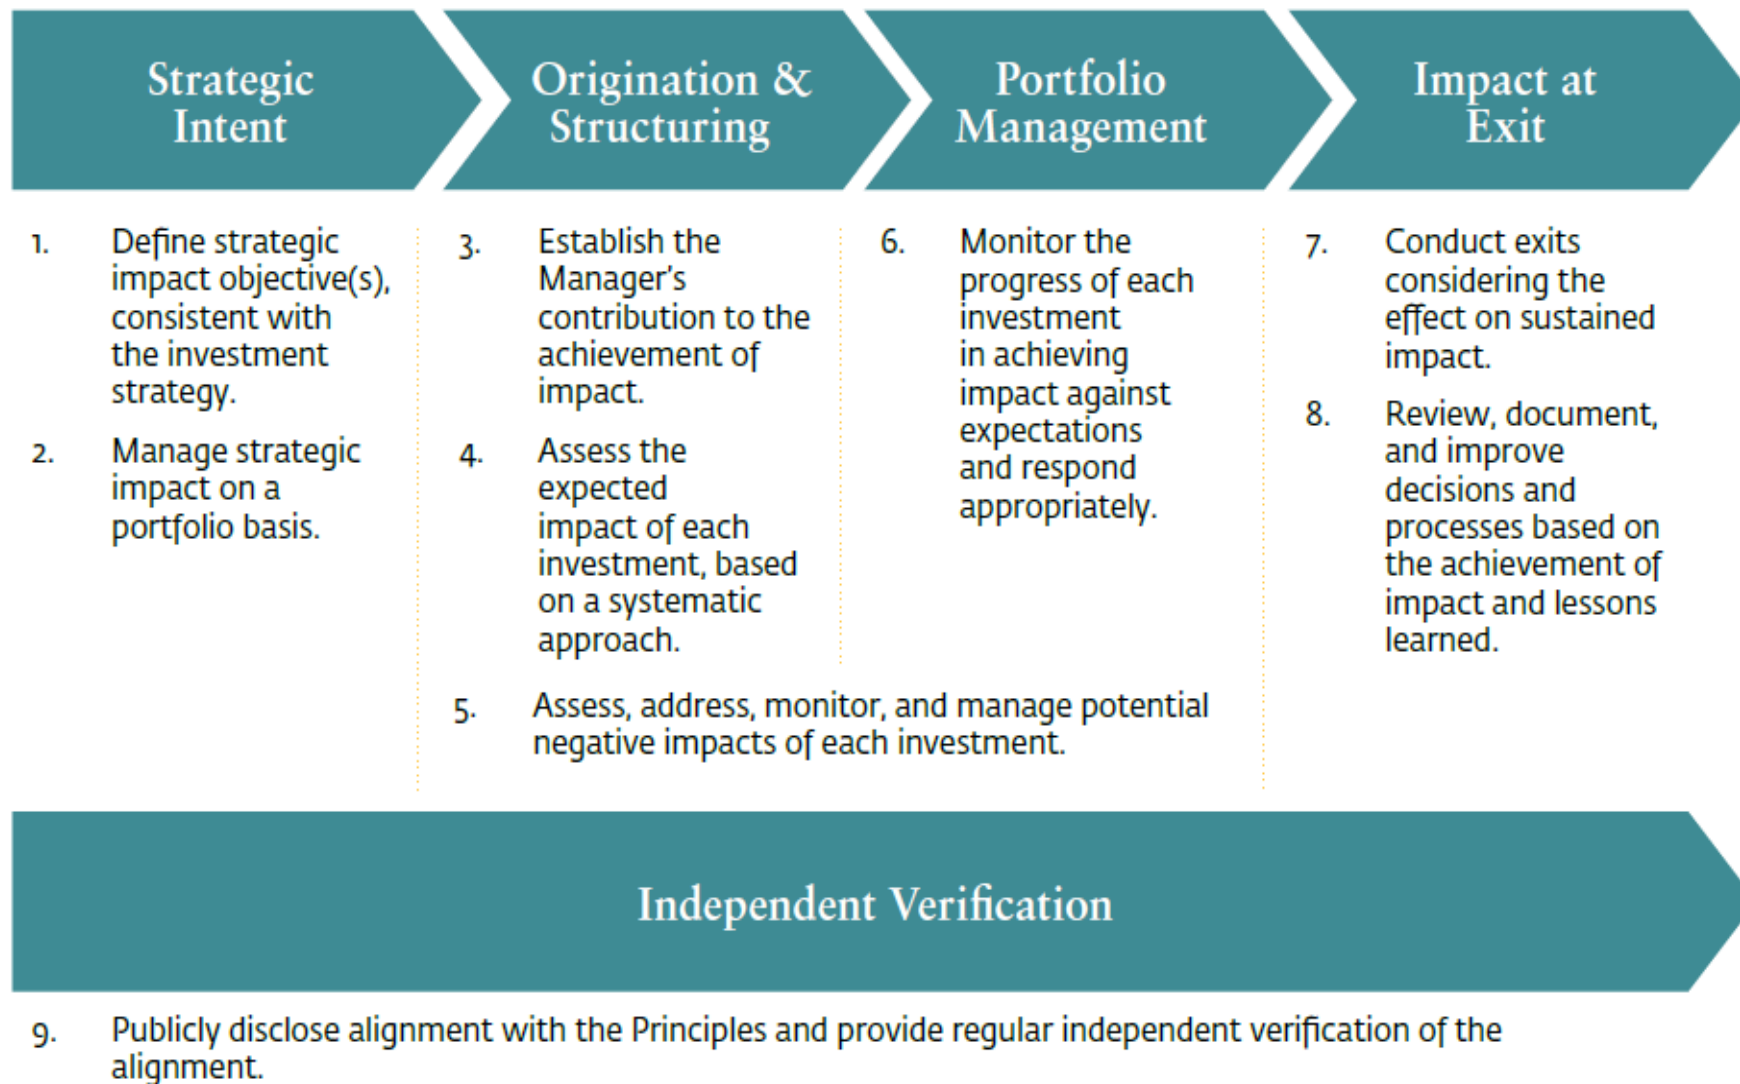 Strategic
Intent
Origination &
Structuring
Portfolio
Management
Impact at
Exit
1. Define strategic
impact objective(s),
consistent with
the investment
strategy.
2. Manage strategic
impact on a
portfolio basis.
3. Establish the
Manager's
contribution to the
achievement of
impact.
4. Assess the
expected
impact of each
investment, based
on a systematic
approach.
5. Assess, address, monitor, and manage potential
negative impacts of each investment.
6. Monitor the
progress of each
investment
in achieving
impact against
expectations
and respond
appropriately.
7. Conduct exits
considering the
effect on sustained
impact.
8. Review, document,
and improve
decisions and
processes based on
the achievement of
impact and lessons
learned.
Independent Verification
9. Publicly disclose alignment with the Principles and provide regular independent verification of the
alignment.